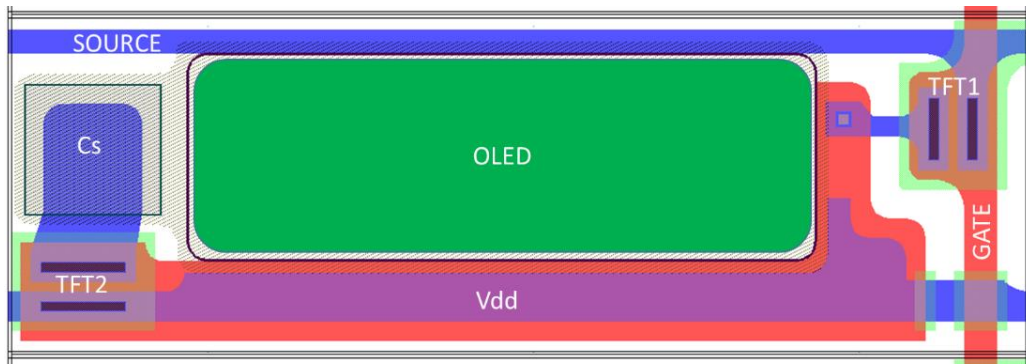 SOURCE
TFT1
Cs
OLED
GATE
TFT2
Vdd